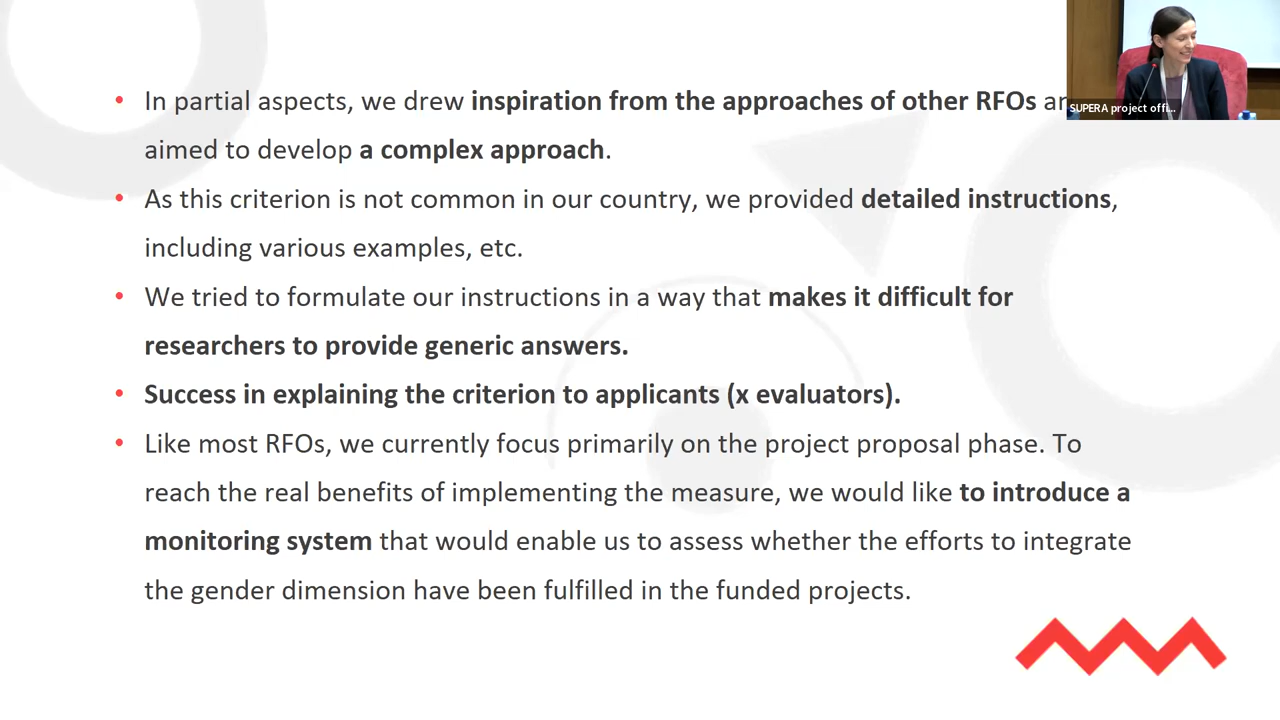 In partial aspects, we drew inspiration from the approaches of other RFOs
aimed to develop a complex approach.
As this criterion is not common in our country, we provided detailed instructions,
including various examples, etc.
We tried to formulate our instructions in a way that makes it difficult for
researchers to provide generic answers.
Success in explaining the criterion to applicants (x evaluators).
Like most RFOs, we currently focus primarily on the project proposal phase. To
reach the real benefits of implementing the measure, we would like to introduce a
monitoring system that would enable us to assess whether the efforts to integrate
the gender dimension have been fulfilled in the funded projects.
SUPERA project offi...